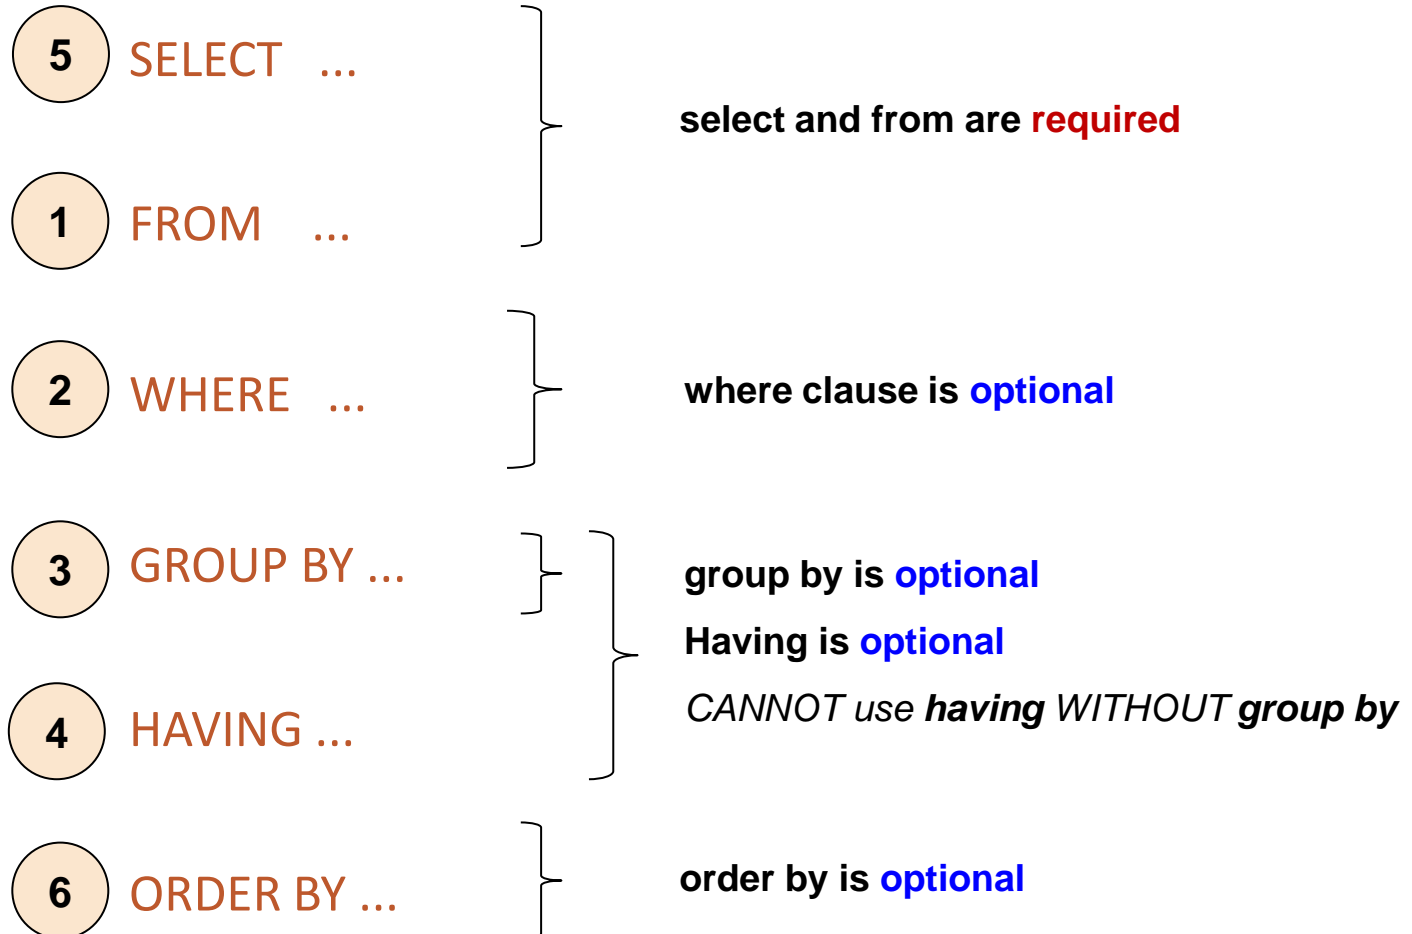 5 SELECT ...
select and from are required
1 FROM ...
2 WHERE ...
where clause is optional
3 GROUP BY ...
group by is optional
Having is optional
CANNOT use having WITHOUT group by
4 HAVING ...
6 ORDER BY ...
order by is optional